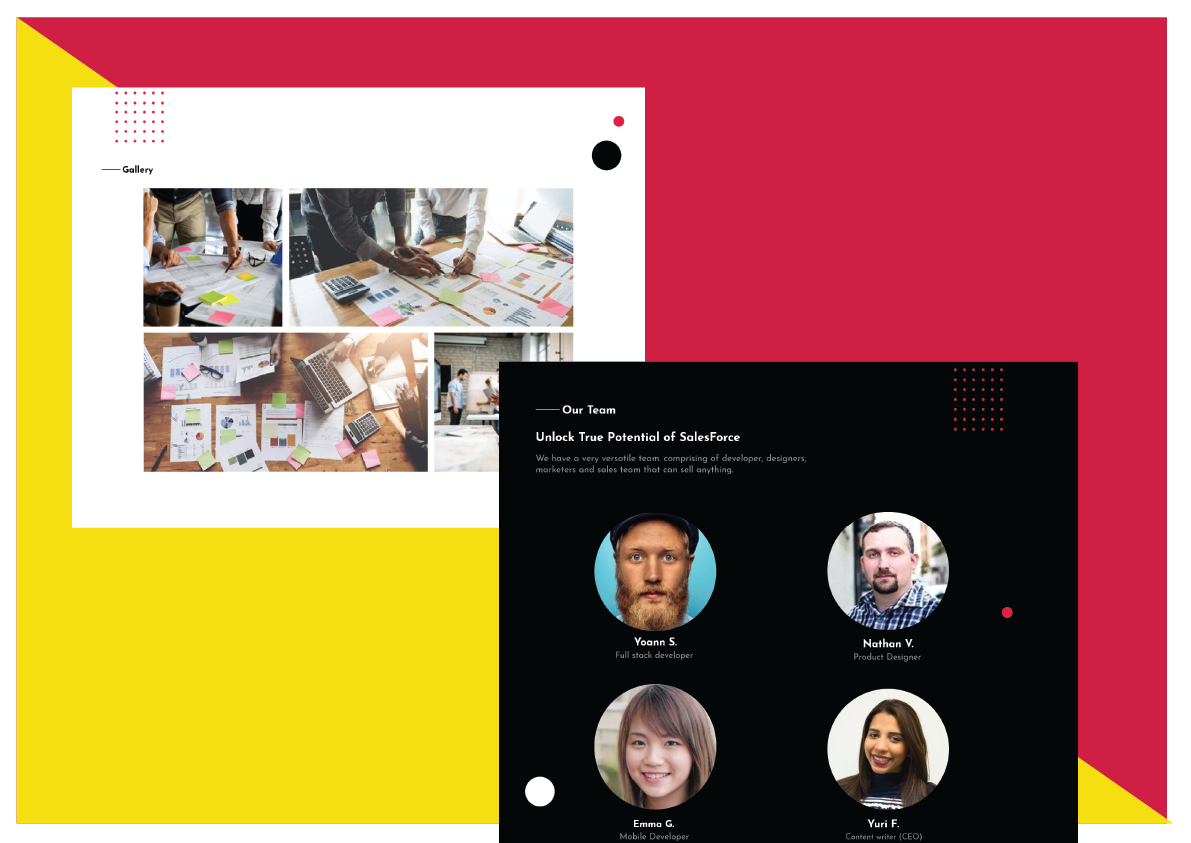 Gallery
Our Team
Unlock True Potential of SalesForce
We have a very versatile team. comprising of developer, designers,
marketers and sales team that can sell anything.
Yoann S.
Full stack developer
Nathan V.
Product Designer
Emma G.
Mobile Developer
Yuri F.
Content writer (CEO)